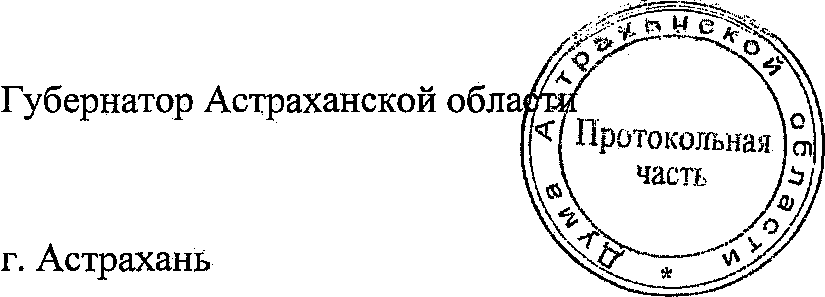 Губернатор Астраханской области
Дума Астраханской области *
Протокольная
часть
г. Астрахань